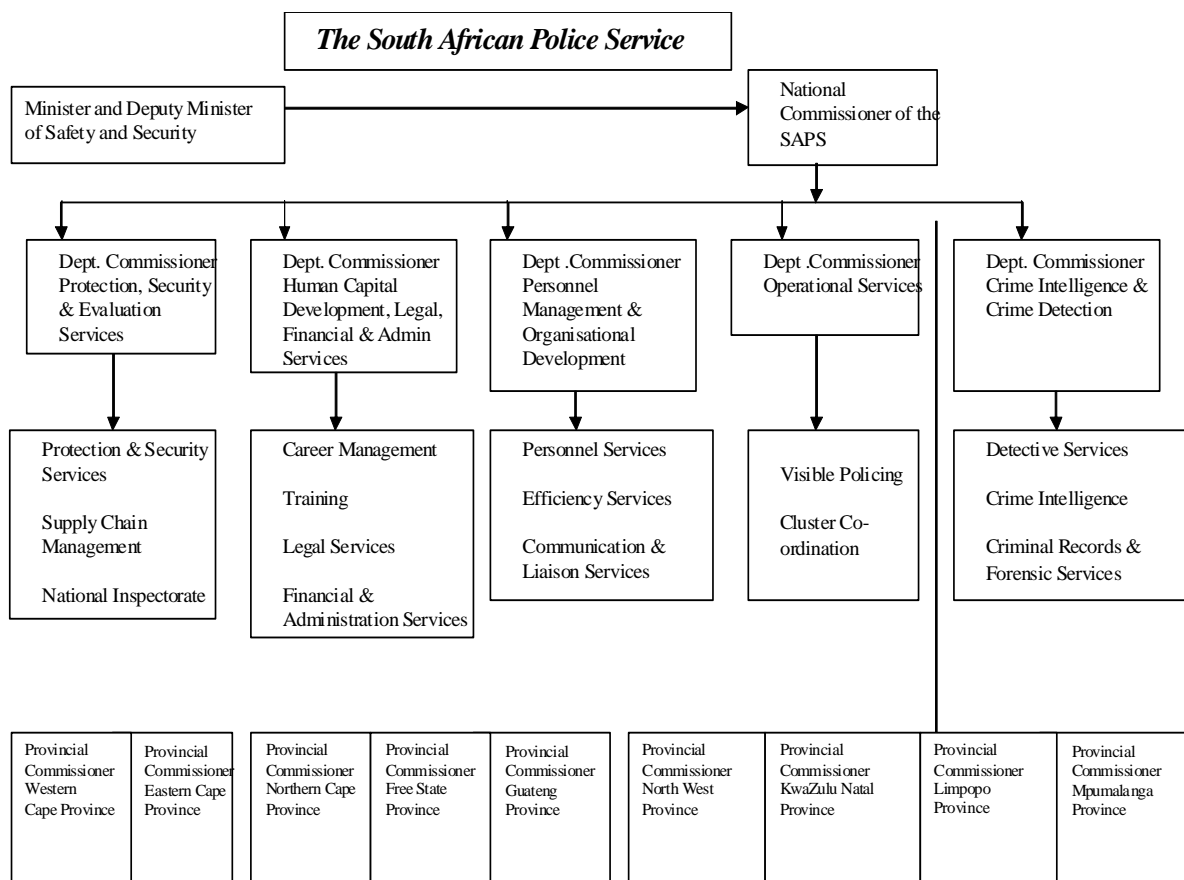 The South African Police Service
Minister and Deputy Minister
of Safety and Security
National
Commissioner of the
SAPS
Dept. Commissioner
Protection, Security
& Evaluation
Services
Dept. Commissioner
Human Capital
Development, Legal,
Financial & Admin
Services
Dept .Commissioner
Personnel
Management &
Organisational
Development
Dept .Commissioner
Operational Services
Dept. Commissioner
Crime Intelligence &
Crime Detection
Protection & Security
Services
Supply Chain
Management
National Inspectorate
Career Management
Training
Legal Services
Financial &
Administration Services
Personnel Services
Efficiency Services
Communication &
Liaison Services
Visible Policing
Cluster Co-
ordination
Detective Services
Crime Intelligence
Criminal Records &
Forensic Services
Provincial
Commissioner
Western
Cape Province
Provincial
Commissioner
Eastern Cape
Province
Provincial
Commissioner
Northern Cape
Province
Provincial
Commissioner
Free State
Province
Provincial
Commissioner
Guateng
Province
Provincial
Commissioner
North West
Province
Provincial
Commissioner
KwaZulu Natal
Province
Provincial
Commissioner
Limpopo
Province
Provincial
Commissioner
Mpumalanga
Province